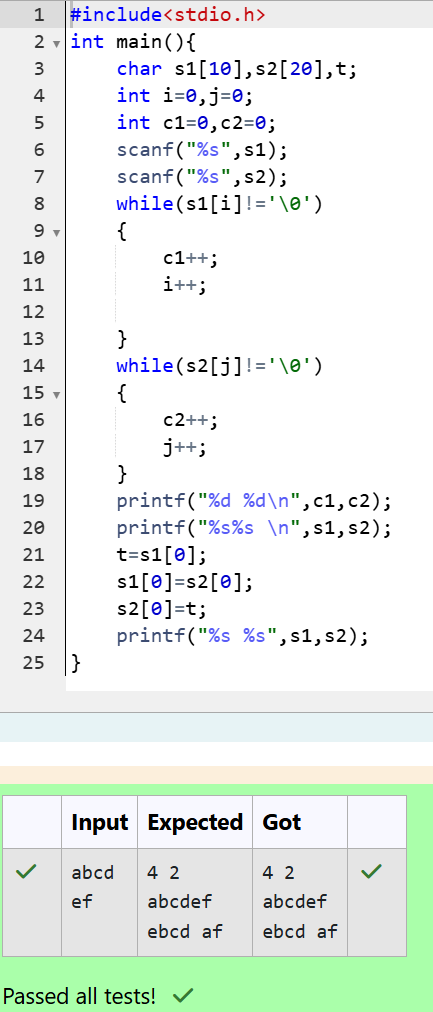 1 #include<stdio.h>
2 int main(){
3     char s1[10],s2[20],t;
4     int i=0,j=0;
5     int c1=0,c2=0;
6     scanf("%s",s1);
7     scanf("%s",s2);
8     while(s1[i]!='\0')
9     {
10         c1++;
11         i++;
12
13     }
14     while(s2[j]!='\0')
15     {
16         c2++;
17         j++;
18     }
19     printf("%d %d\n",c1,c2);
20     printf("%s%s \n",s1,s2);
21     t=s1[0];
22     s1[0]=s2[0];
23     s2[0]=t;
24     printf("%s %s",s1,s2);
25 }
Input Expected Got
abcd 4 2 4 2
ef abcdef abcdef
ebcd af ebcd af
Passed all tests!